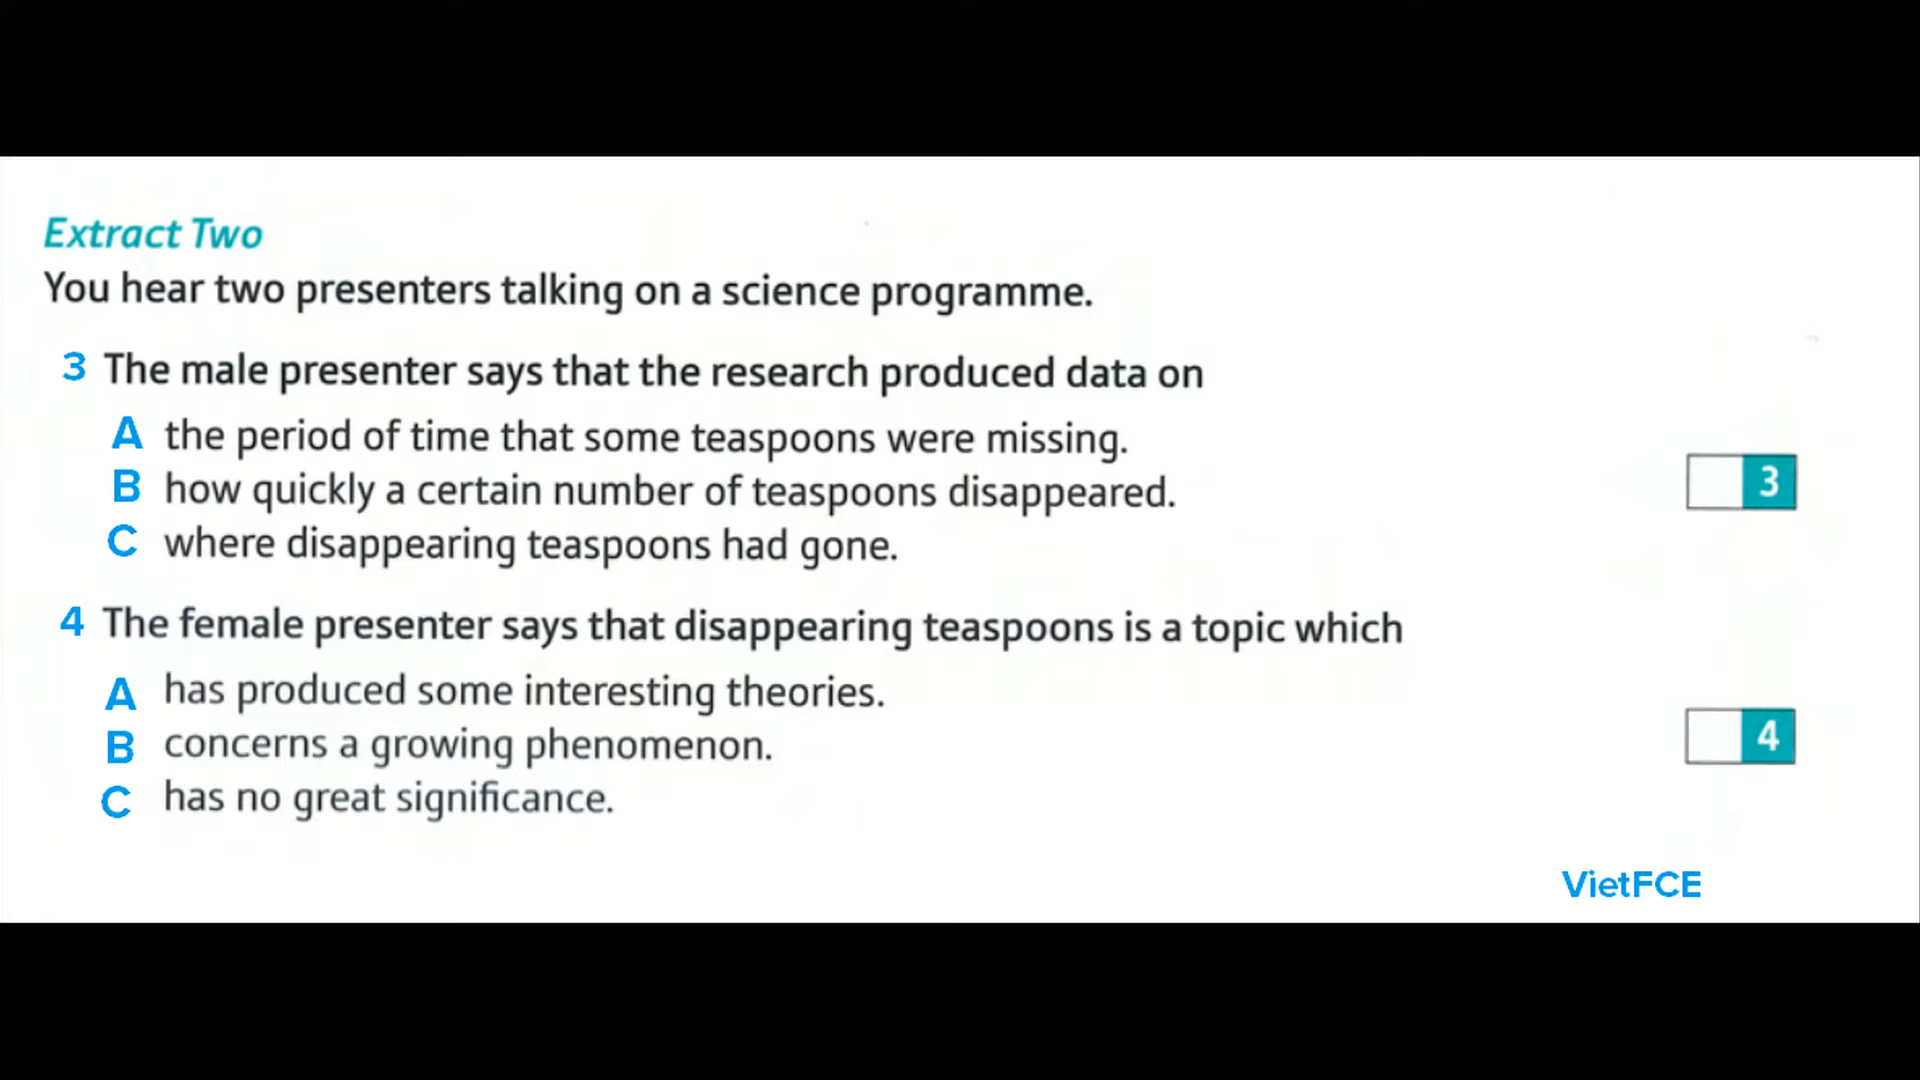 Extract Two
You hear two presenters talking on a science programme.
3 The male presenter says that the research produced data on
A the period of time that some teaspoons were missing.
B how quickly a certain number of teaspoons disappeared.
C where disappearing teaspoons had gone.
3
4 The female presenter says that disappearing teaspoons is a topic which
A has produced some interesting theories.
B concerns a growing phenomenon.
C has no great significance.
4
VietFCE